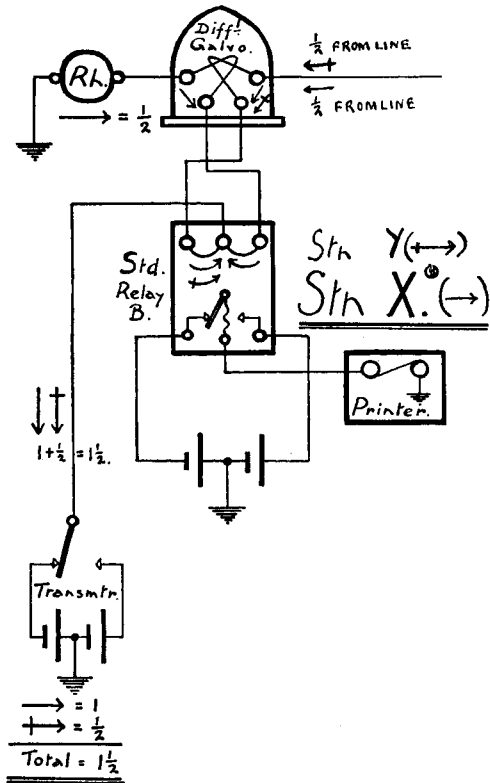 Diffl.
Galvo.
½ FROM LINE
½ FROM LINE
Rh.
→ = ½
Std.
Relay
B.
Stn Y(⇸)
Stn X.(→)
Printer.
1+½ = 1½.
Transmtr.
→ = 1
⇸ = ½
Total = 1½